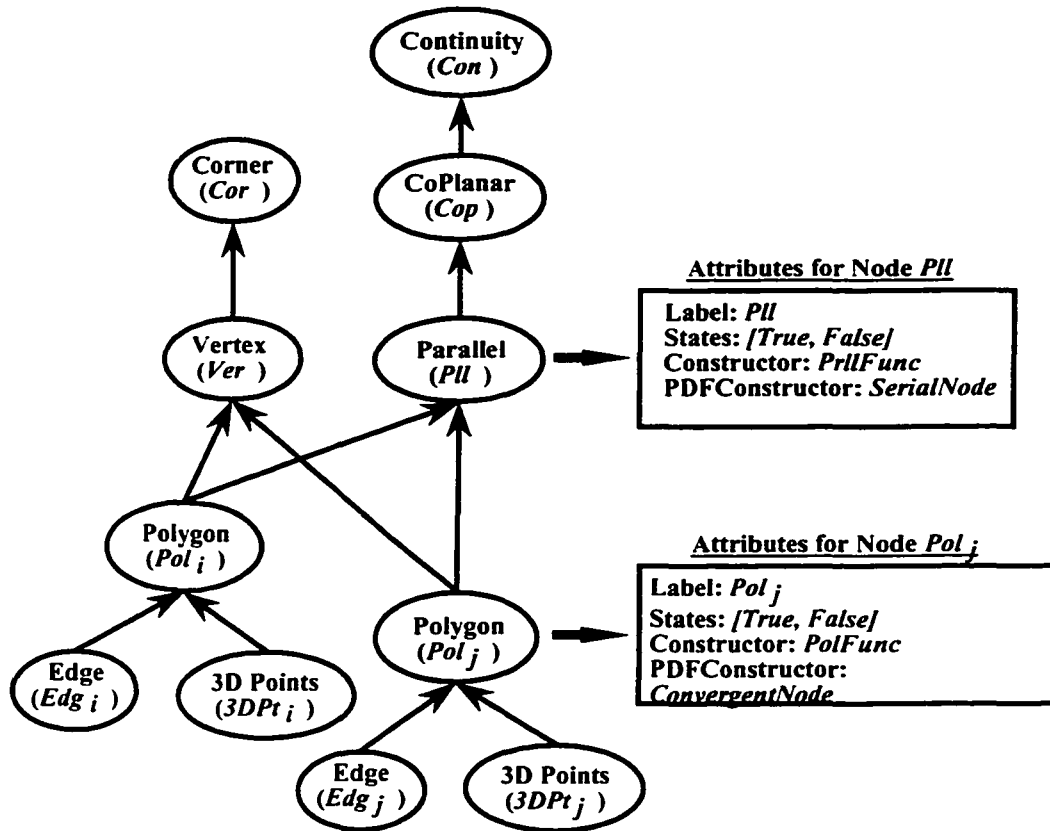 Continuity
(Con )
Corner
(Cor )
CoPlanar
(Cop )
Attributes for Node Pll
Label: Pll
States: [True, False]
Constructor: PrllFunc
PDFConstructor: SerialNode
Vertex
(Ver )
Parallel
(Pll )
Polygon
(Pol i )
Attributes for Node Pol j
Label: Pol j
States: [True, False]
Constructor: PolFunc
PDFConstructor:
ConvergentNode
Polygon
(Pol j )
Edge
(Edg i )
3D Points
(3DPt i )
Edge
(Edg j )
3D Points
(3DPt j )